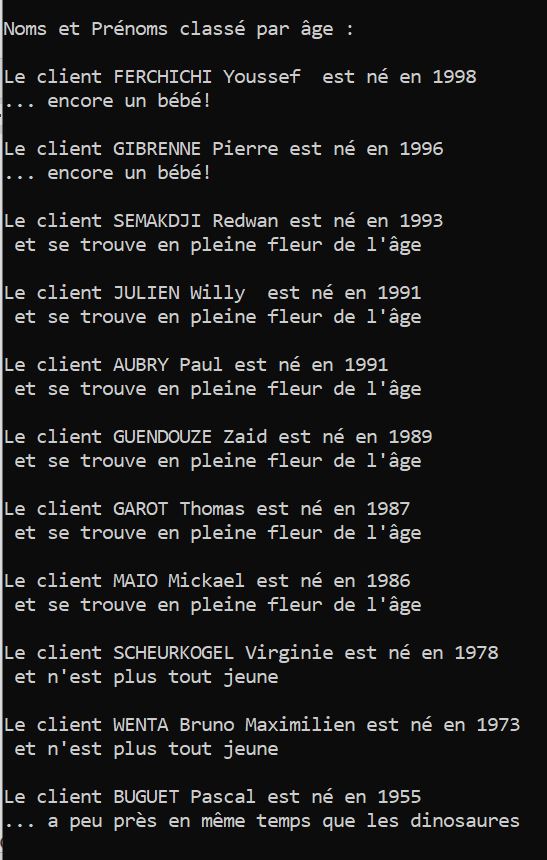 Noms et Prénoms classé par âge :
Le client FERCHICHI Youssef  est né en 1998
... encore un bébé!
Le client GIBRENNE Pierre est né en 1996
... encore un bébé!
Le client SEMAKDJI Redwan est né en 1993
et se trouve en pleine fleur de l'âge
Le client JULIEN Willy  est né en 1991
et se trouve en pleine fleur de l'âge
Le client AUBRY Paul est né en 1991
et se trouve en pleine fleur de l'âge
Le client GUENDOUZE Zaid est né en 1989
et se trouve en pleine fleur de l'âge
Le client GAROT Thomas est né en 1987
et se trouve en pleine fleur de l'âge
Le client MAIO Mickael est né en 1986
et se trouve en pleine fleur de l'âge
Le client SCHEURKOGEL Virginie est né en 1978
et n'est plus tout jeune
Le client WENTA Bruno Maximilien est né en 1973
et n'est plus tout jeune
Le client BUGUET Pascal est né en 1955
... a peu près en même temps que les dinosaures